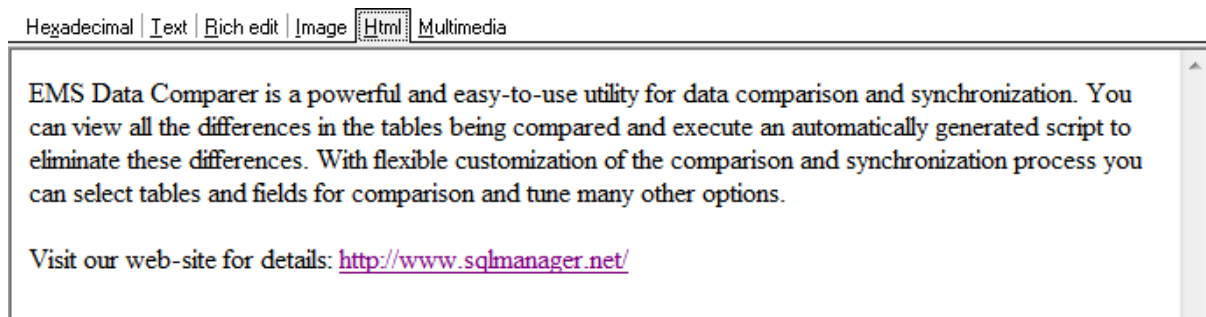 Hexadecimal Text Rich edit Image Html Multimedia
EMS Data Comparer is a powerful and easy-to-use utility for data comparison and synchronization. You
can view all the differences in the tables being compared and execute an automatically generated script to
eliminate these differences. With flexible customization of the comparison and synchronization process you
can select tables and fields for comparison and tune many other options.
Visit our web-site for details: http://www.sqlmanager.net/